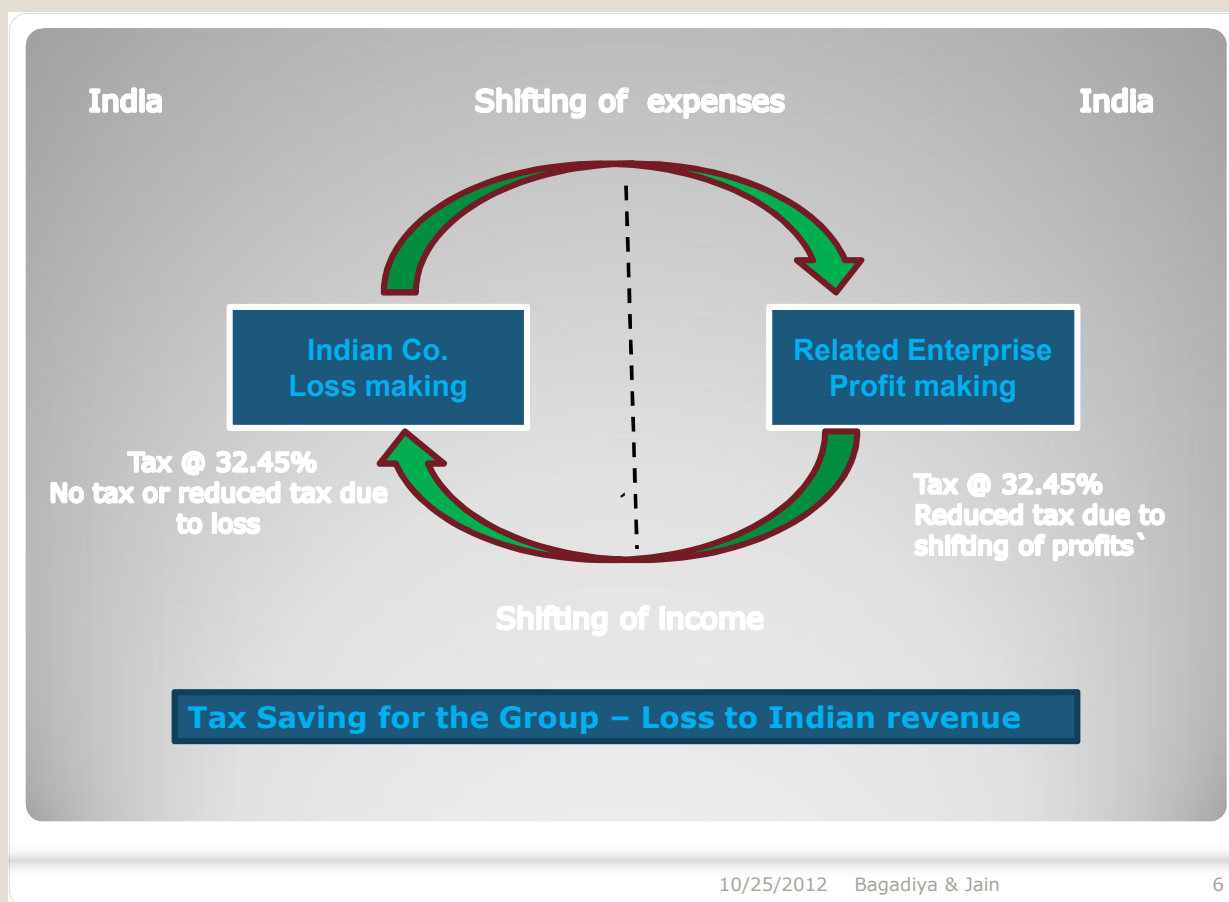 India
Shifting of expenses
India
Indian Co.
Loss making
Related Enterprise
Profit making
Tax @ 32.45%
No tax or reduced tax due
to loss
Tax @ 32.45%
Reduced tax due to
shifting of profits`
Shifting of income
Tax Saving for the Group – Loss to Indian revenue
10/25/2012 Bagadiya & Jain 6